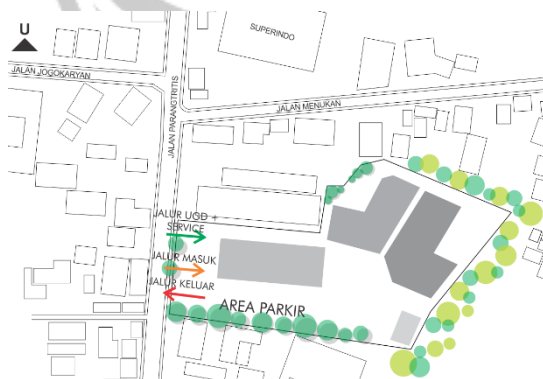 U
SUPERINDO
JALAN JOGOKARYAN
JALAN PARANGTRITIS
JALAN MENUKAN
JALUR UGD +
SERVICE
JALUR MASUK
JALUR KELUAR
AREA PARKIR